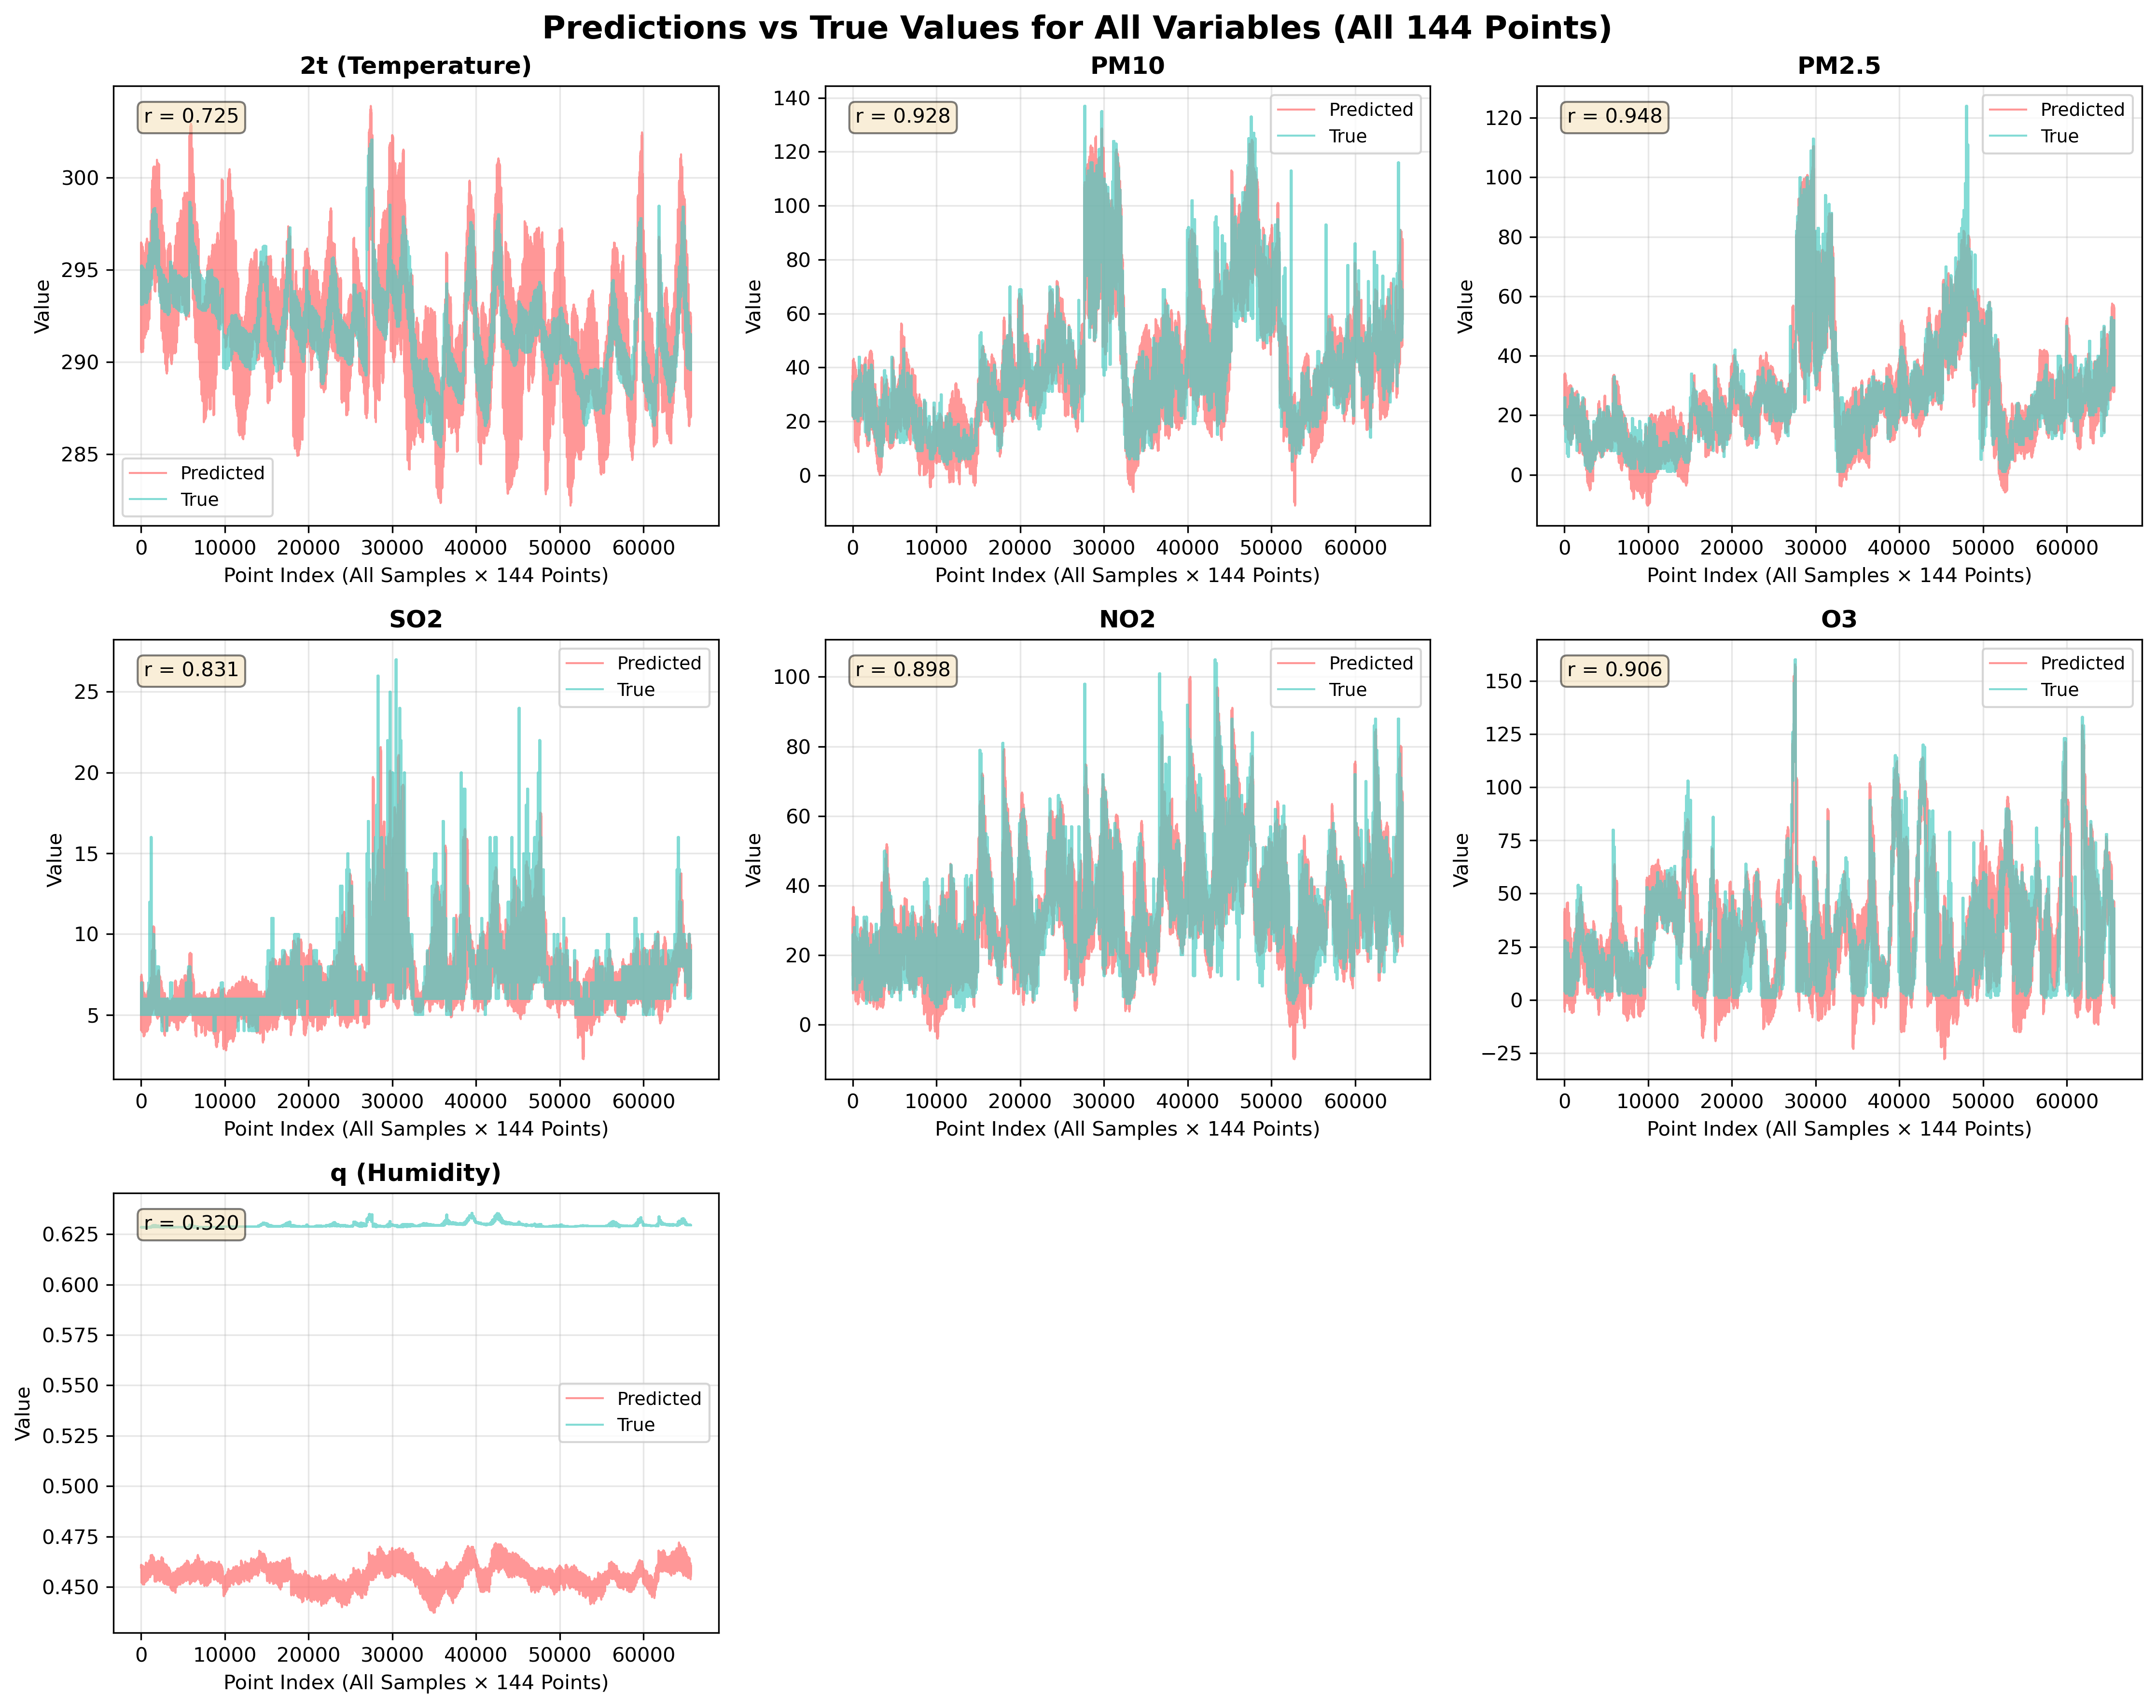 Predictions vs True Values for All Variables (All 144 Points)
2t (Temperature)
r = 0.725
300
295
290
285
Value
Predicted
True
0 10000 20000 30000 40000 50000 60000
Point Index (All Samples × 144 Points)
PM10
r = 0.928
Predicted
True
140
120
100
80
60
40
20
0
Value
0 10000 20000 30000 40000 50000 60000
Point Index (All Samples × 144 Points)
PM2.5
r = 0.948
Predicted
True
120
100
80
60
40
20
0
Value
0 10000 20000 30000 40000 50000 60000
Point Index (All Samples × 144 Points)
SO2
r = 0.831
Predicted
True
25
20
15
10
5
Value
0 10000 20000 30000 40000 50000 60000
Point Index (All Samples × 144 Points)
NO2
r = 0.898
Predicted
True
100
80
60
40
20
0
Value
0 10000 20000 30000 40000 50000 60000
Point Index (All Samples × 144 Points)
O3
r = 0.906
Predicted
True
150
125
100
75
50
25
0
−25
Value
0 10000 20000 30000 40000 50000 60000
Point Index (All Samples × 144 Points)
q (Humidity)
r = 0.320
0.625
0.600
0.575
0.550
0.525
0.500
0.475
0.450
Value
Predicted
True
0 10000 20000 30000 40000 50000 60000
Point Index (All Samples × 144 Points)